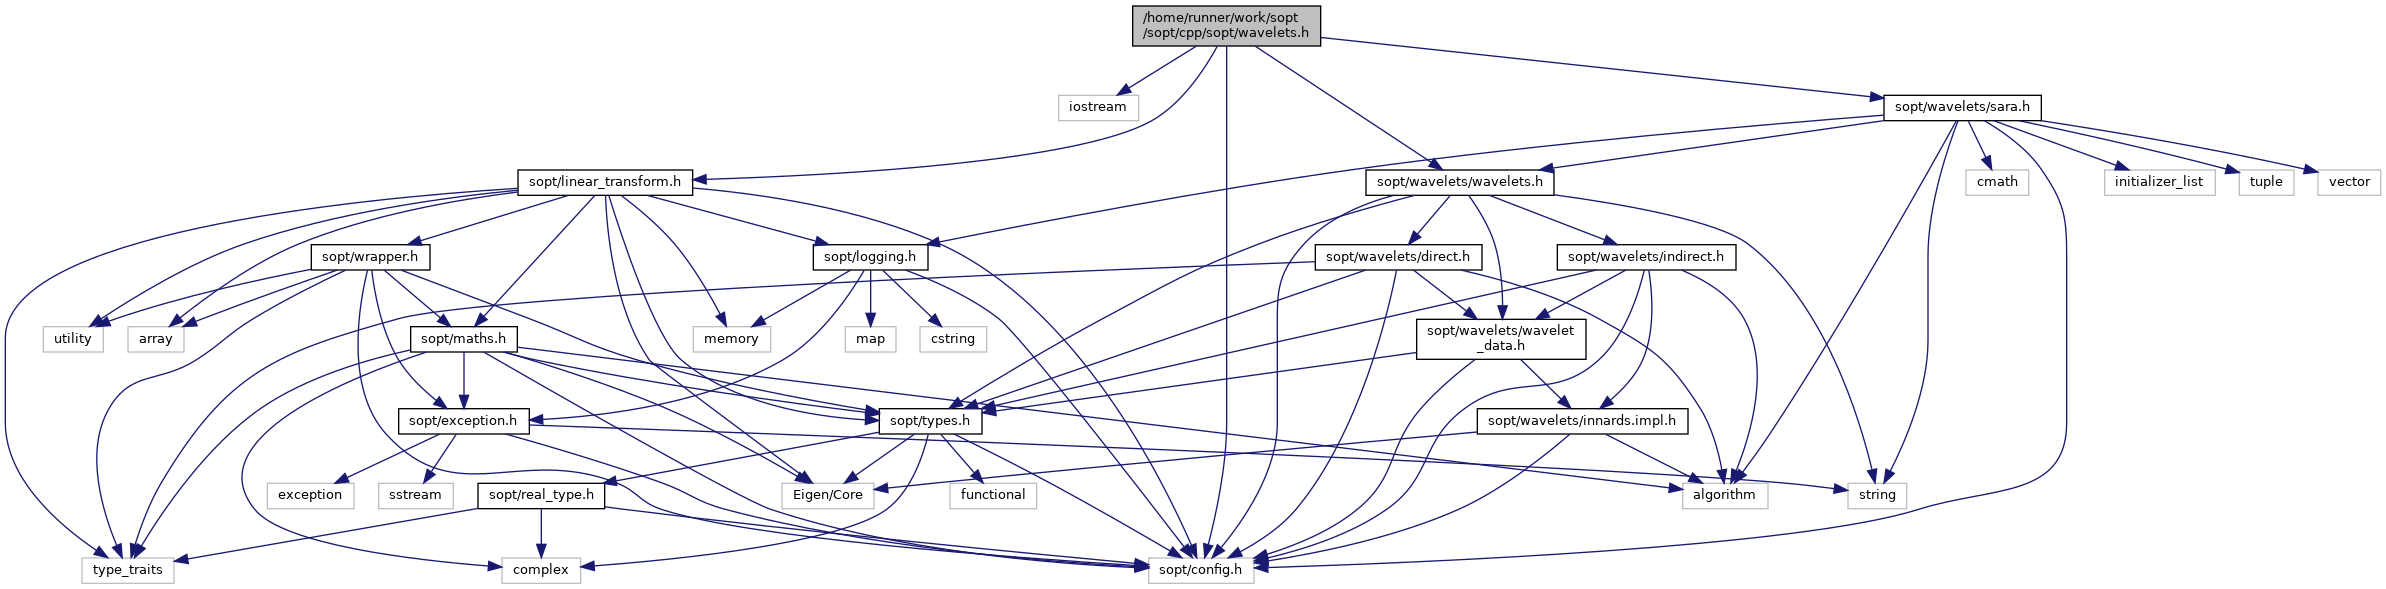 /home/runner/work/sopt
/sopt/cpp/sopt/wavelets.h
iostream
sopt/wavelets/sara.h
sopt/linear_transform.h
sopt/wavelets/wavelets.h
cmath
initializer_list
tuple
vector
sopt/wrapper.h
sopt/logging.h
sopt/wavelets/direct.h
sopt/wavelets/indirect.h
utility
array
sopt/maths.h
memory
map
cstring
sopt/wavelets/wavelet
_data.h
sopt/exception.h
sopt/types.h
sopt/wavelets/innards.impl.h
exception
sstream
sopt/real_type.h
Eigen/Core
functional
algorithm
string
type_traits
complex
sopt/config.h